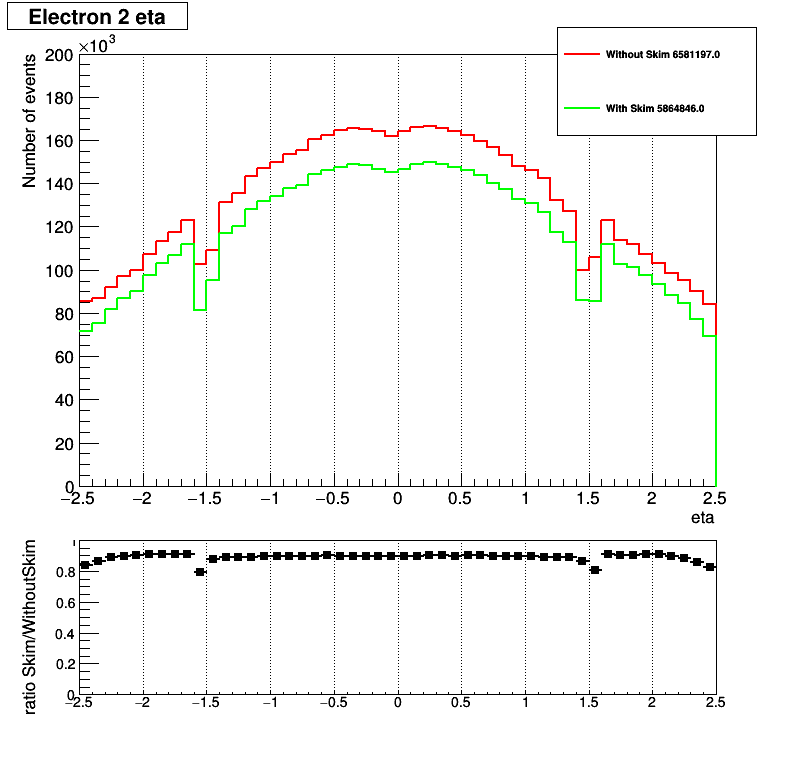 Electron 2 eta
×10³
Number of events
200
180
160
140
120
100
80
60
40
20
0
−2.5 −2 −1.5 −1 −0.5 0 0.5 1 1.5 2 2.5
eta
Without Skim 6581197.0
With Skim 5864846.0
ratio Skim/WithoutSkim
1
0.8
0.6
0.4
0.2
0
−2.5 −2 −1.5 −1 −0.5 0 0.5 1 1.5 2 2.5